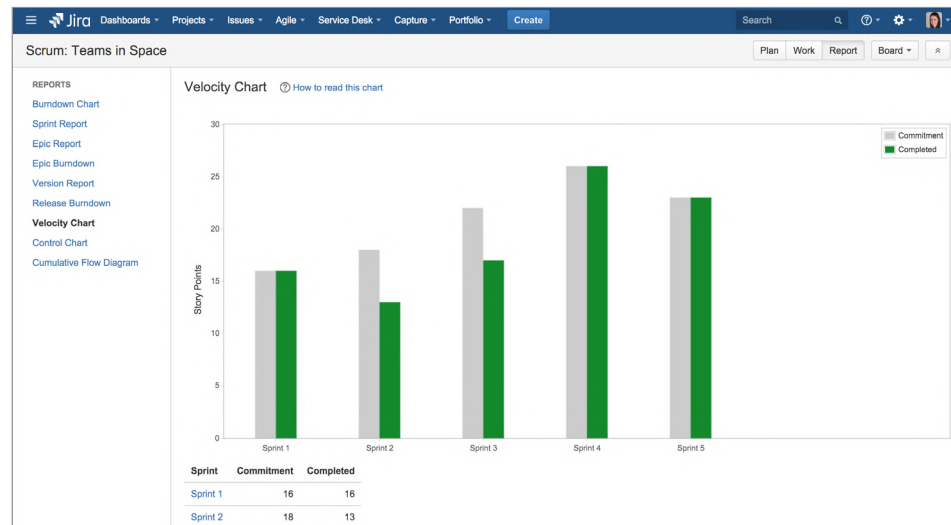 Jira Dashboards Projects Issues Agile Service Desk Capture Portfolio Create Search
Scrum: Teams in Space Plan Work Report Board
REPORTS
Burndown Chart
Sprint Report
Epic Report
Epic Burndown
Version Report
Release Burndown
Velocity Chart
Control Chart
Cumulative Flow Diagram
Velocity Chart ? How to read this chart
Commitment
Completed
30
25
20
15
10
5
0
Story Points
Sprint 1 Sprint 2 Sprint 3 Sprint 4 Sprint 5
Sprint Commitment Completed
Sprint 1 16 16
Sprint 2 18 13